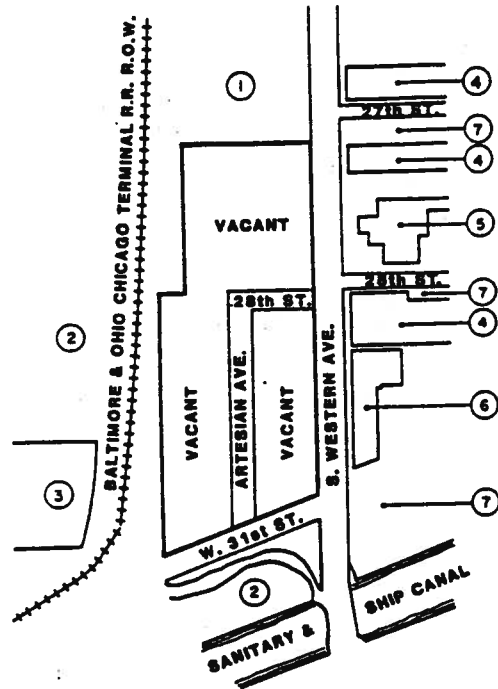 4
1
27th ST.
7
4
VACANT
5
28th ST.
7
28th ST.
4
2
BALTIMORE & OHIO CHICAGO TERMINAL R.R. R.O.W.
VACANT
ARTESIAN AVE.
VACANT
S. WESTERN AVE.
6
3
7
W. 31st ST.
2
SANITARY &
SHIP CANAL